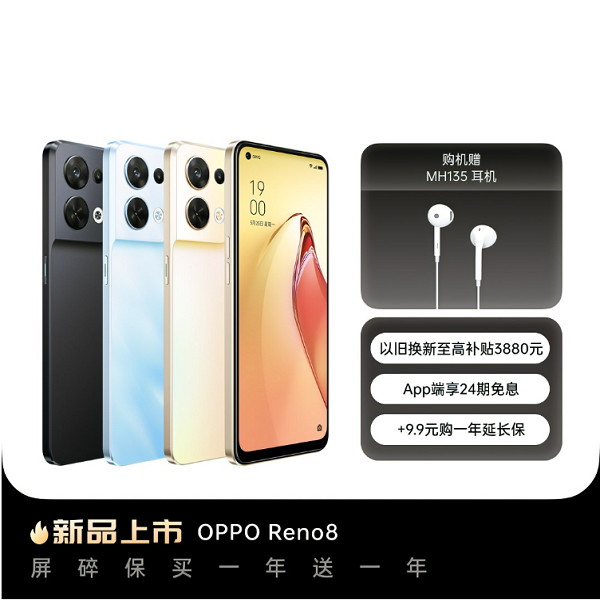 OPPO
19
00
购机赠
MH135 耳机
以旧换新至高补贴3880元
App端享24期免息
+9.9元购一年延长保
新品上市 OPPO Reno8
屏碎保买一年送一年